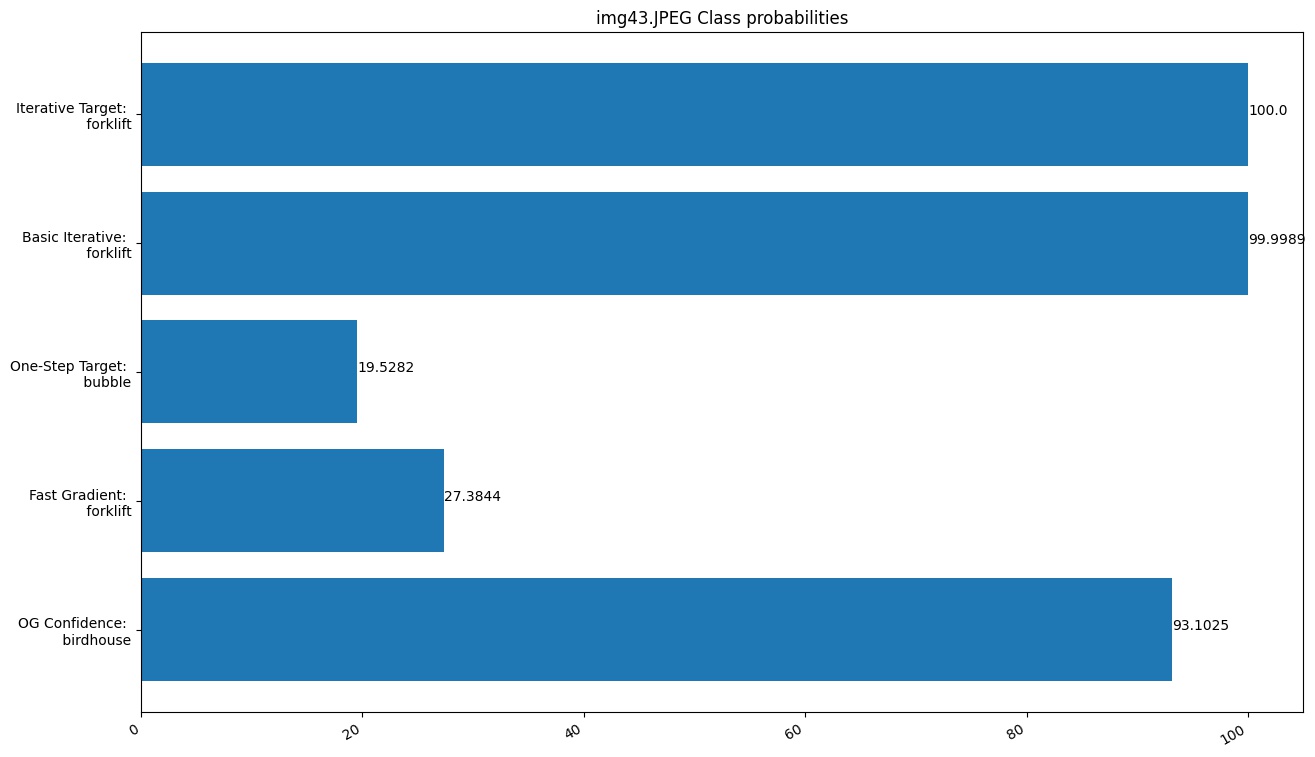 img43.JPEG Class probabilities
Iterative Target:
forklift
100.0
Basic Iterative:
forklift
99.9989
One-Step Target:
bubble
19.5282
Fast Gradient:
forklift
27.3844
OG Confidence:
birdhouse
93.1025
0
20
40
60
80
100